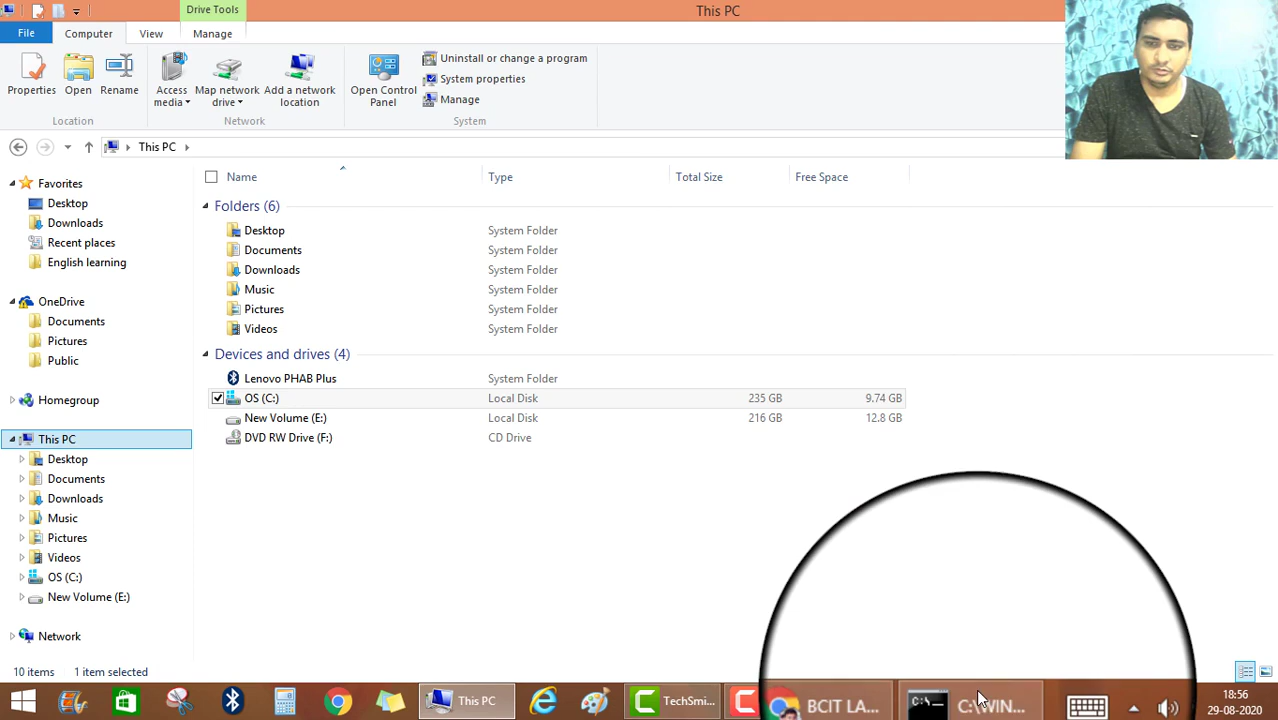 Drive Tools
This PC
File
Computer
View
Manage
Properties
Open
Rename
Access media
Map network drive
Add a network location
Open Control Panel
Uninstall or change a program
System properties
Manage
Location
Network
System
This PC
Name
Type
Total Size
Free Space
Favorites
Desktop
Downloads
Recent places
English learning
OneDrive
Documents
Pictures
Public
Homegroup
This PC
Desktop
Documents
Downloads
Music
Pictures
Videos
OS (C:)
New Volume (E:)
Network
Folders (6)
Desktop System Folder
Documents System Folder
Downloads System Folder
Music System Folder
Pictures System Folder
Videos System Folder
Devices and drives (4)
Lenovo PHAB Plus System Folder
OS (C:) Local Disk 235 GB 9.74 GB
New Volume (E:) Local Disk 216 GB 12.8 GB
DVD RW Drive (F:) CD Drive
10 items 1 item selected
This PC
TechSmi...
BCIT LA...
C:\WIN...
18:56
29-08-2020